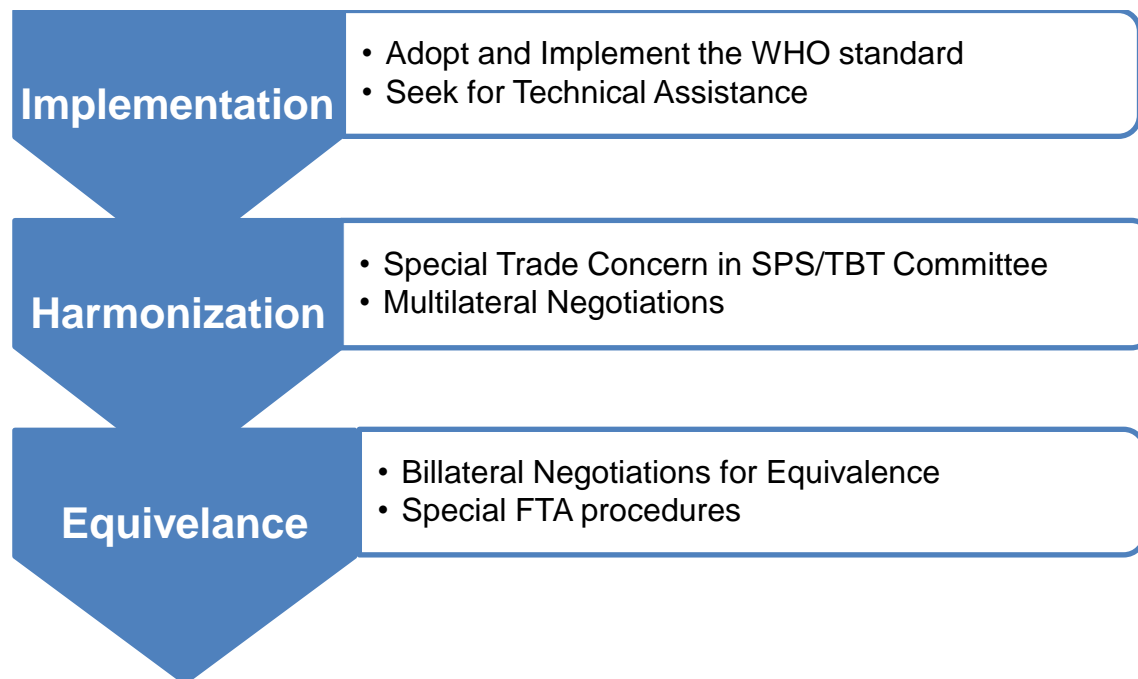 Implementation
• Adopt and Implement the WHO standard
• Seek for Technical Assistance
Harmonization
• Special Trade Concern in SPS/TBT Committee
• Multilateral Negotiations
Equivelance
• Billateral Negotiations for Equivalence
• Special FTA procedures